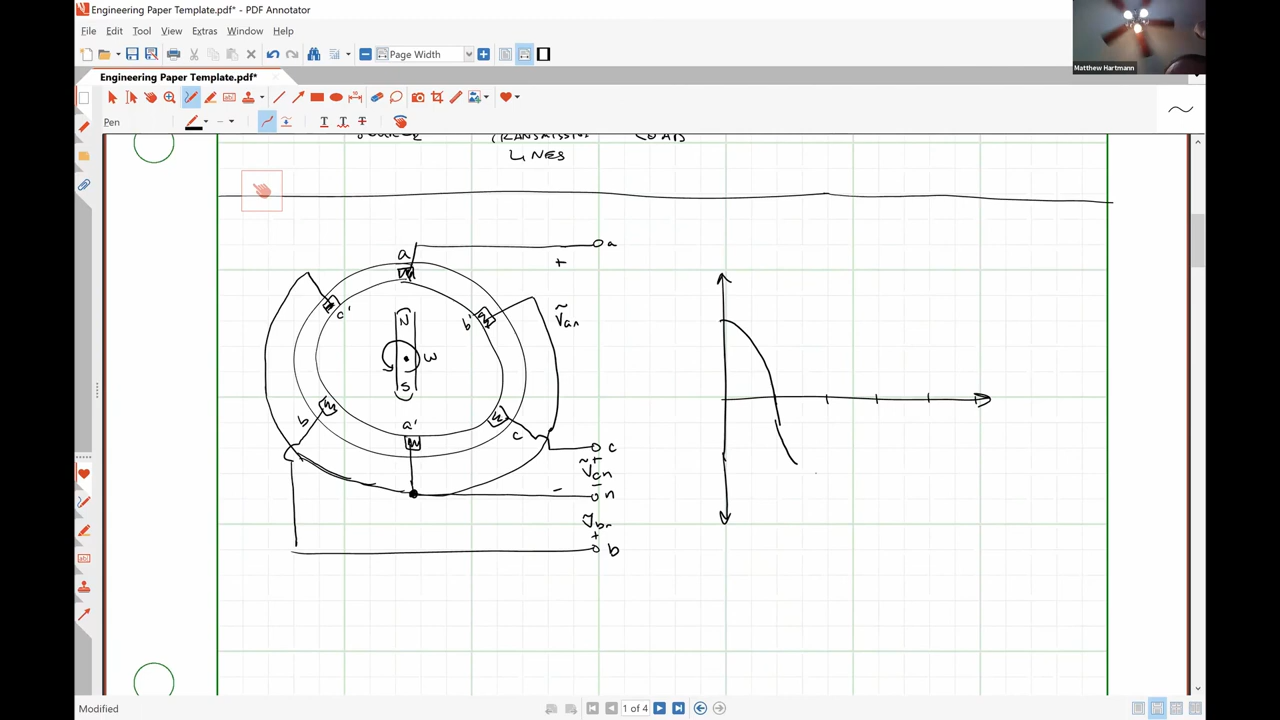 Engineering Paper Template.pdf* - PDF Annotator
File Edit Tool View Extras Window Help
Page Width
Engineering Paper Template.pdf*
Pen
Matthew Hartmann
LINES
a
a
+
c'
b'
Ṽan
N
W
S
b
a'
c
c
+
Ṽcn
-
- n
Ṽbn
+
b
Modified
1 of 4